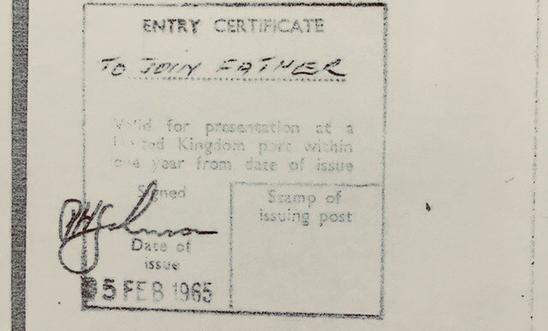 ENTRY CERTIFICATE
TO JOIN FATHER
Valid for presentation at a
United Kingdom port within
one year from date of issue
Signed
Stamp of
issuing post
Date of
issue
5 FEB 1965